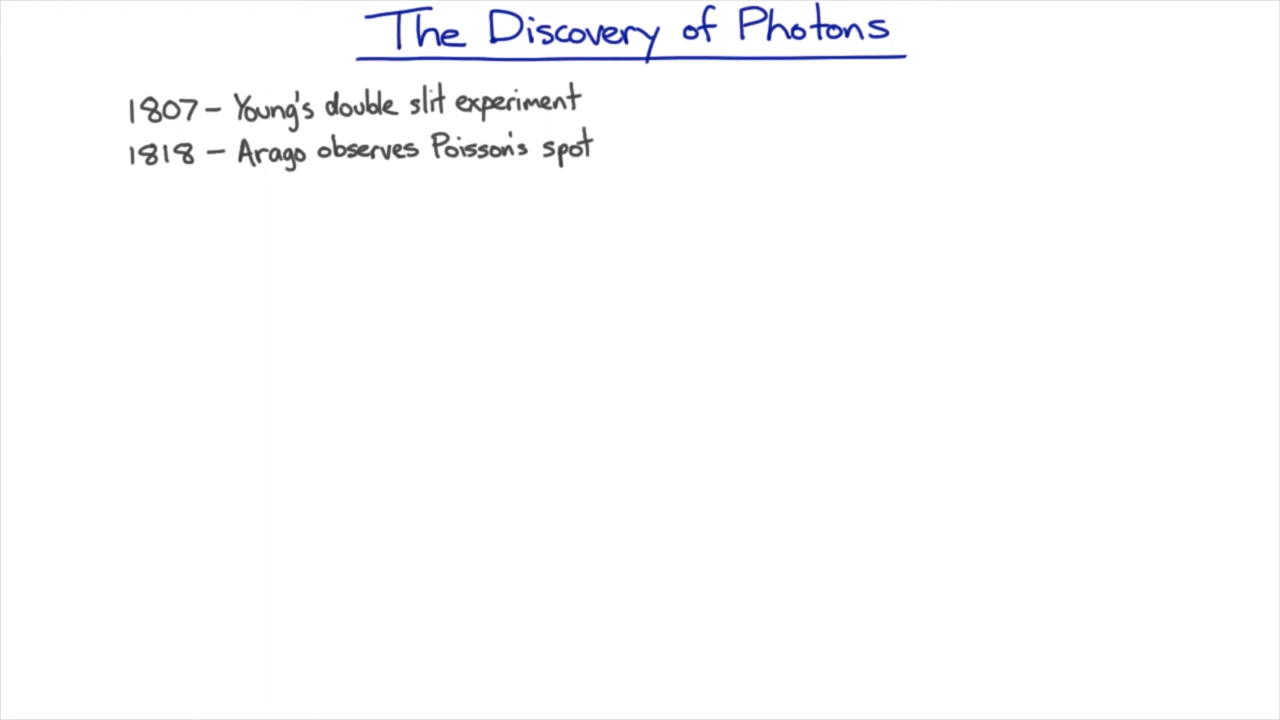 The Discovery of Photons
1807 – Young's double slit experiment
1818 – Arago observes Poisson's spot